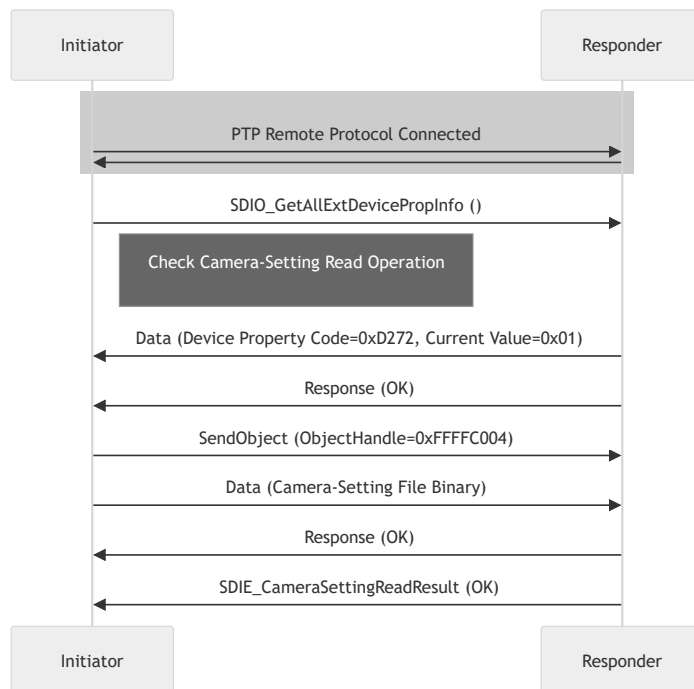 Initiator
Responder
PTP Remote Protocol Connected
SDIO_GetAllExtDevicePropInfo ()
Check Camera-Setting Read Operation
Data (Device Property Code=0xD272, Current Value=0x01)
Response (OK)
SendObject (ObjectHandle=0xFFFFC004)
Data (Camera-Setting File Binary)
Response (OK)
SDIE_CameraSettingReadResult (OK)
Initiator
Responder